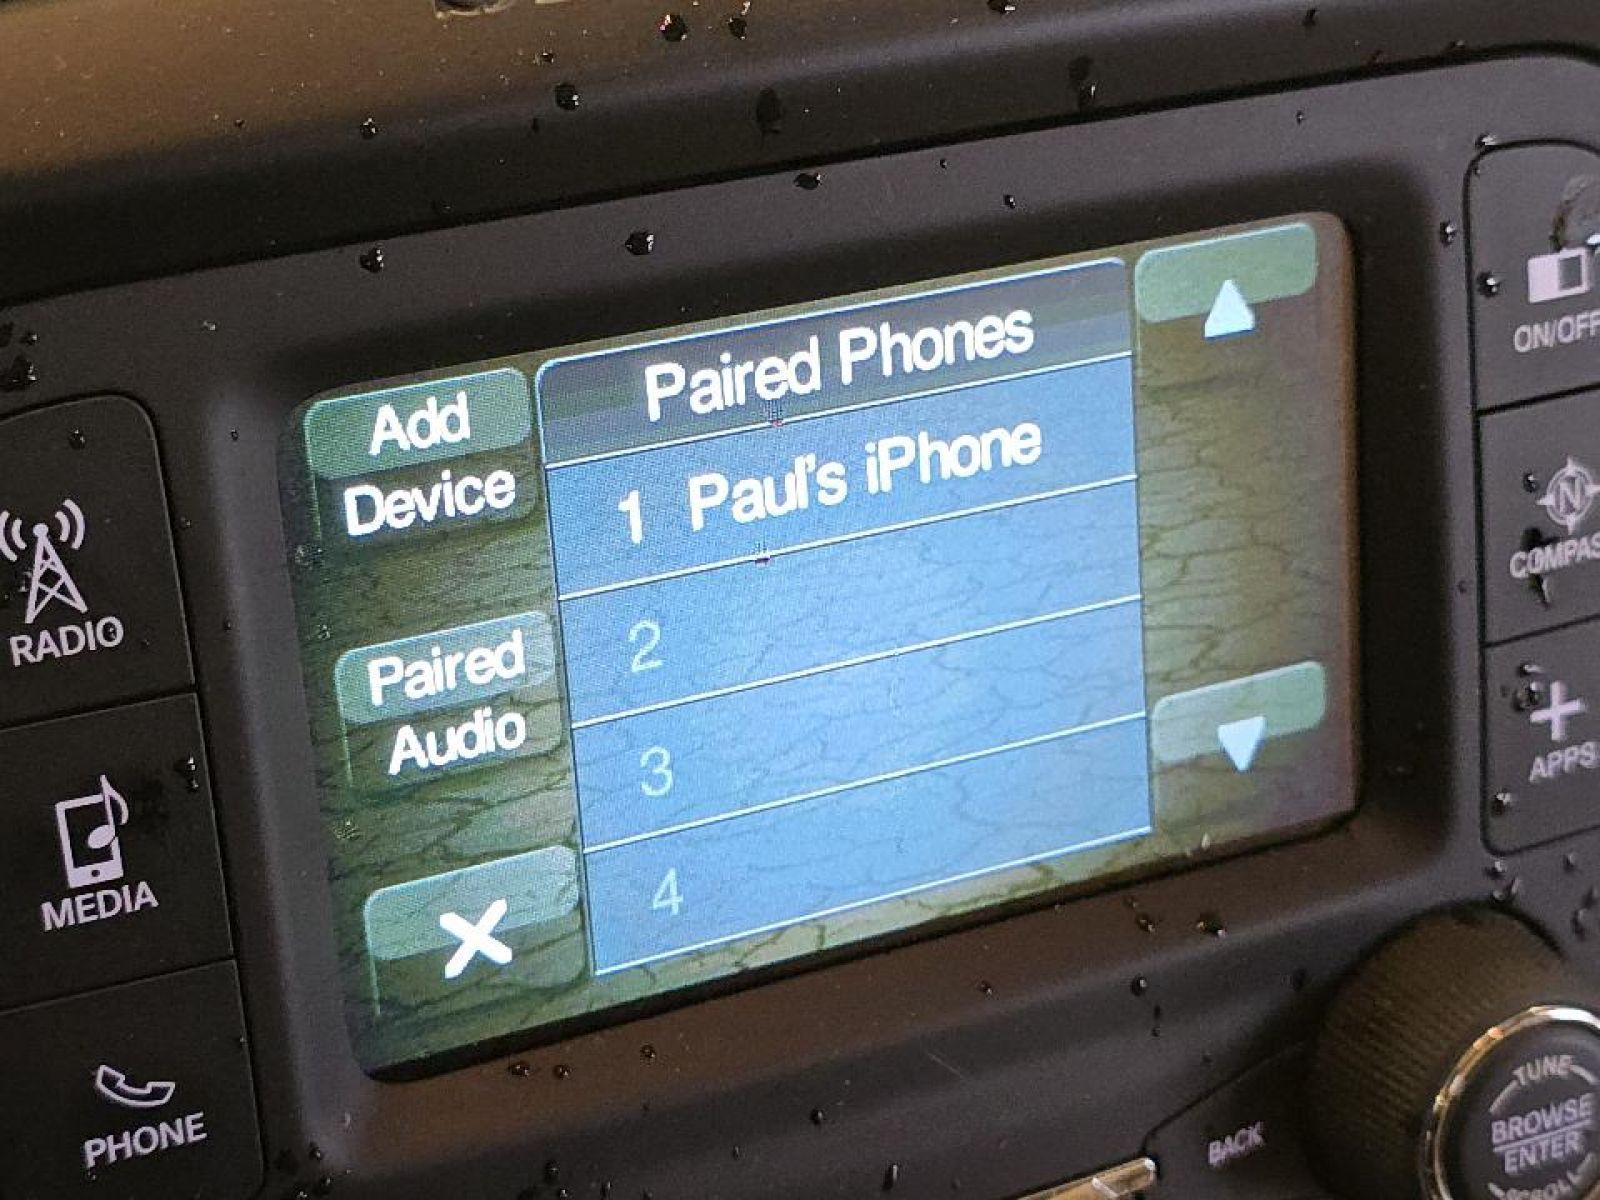 Paired Phones
Add
Device
1 Paul's iPhone
2
Paired
Audio
3
4
RADIO
MEDIA
PHONE
ON/OFF
N
COMPAS
APPS
BACK
TUNE
BROWSE
ENTER